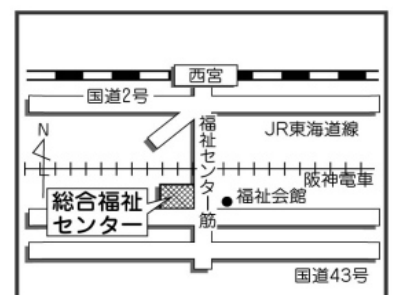 西宮
国道2号
N
JR東海道線
福祉センター筋
阪神電車
総合福祉
センター
福祉会館
国道43号